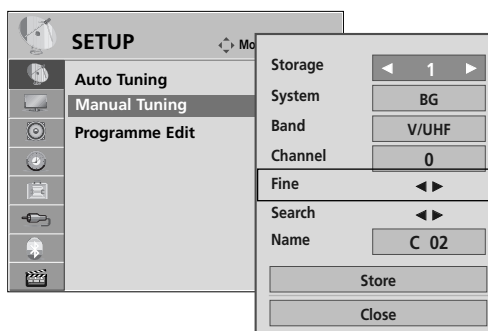 SETUP
Mo
Auto Tuning
Manual Tuning
Programme Edit
Storage ◄ 1 ►
System BG
Band V/UHF
Channel 0
Fine ◄ ►
Search ◄ ►
Name C 02
Store
Close